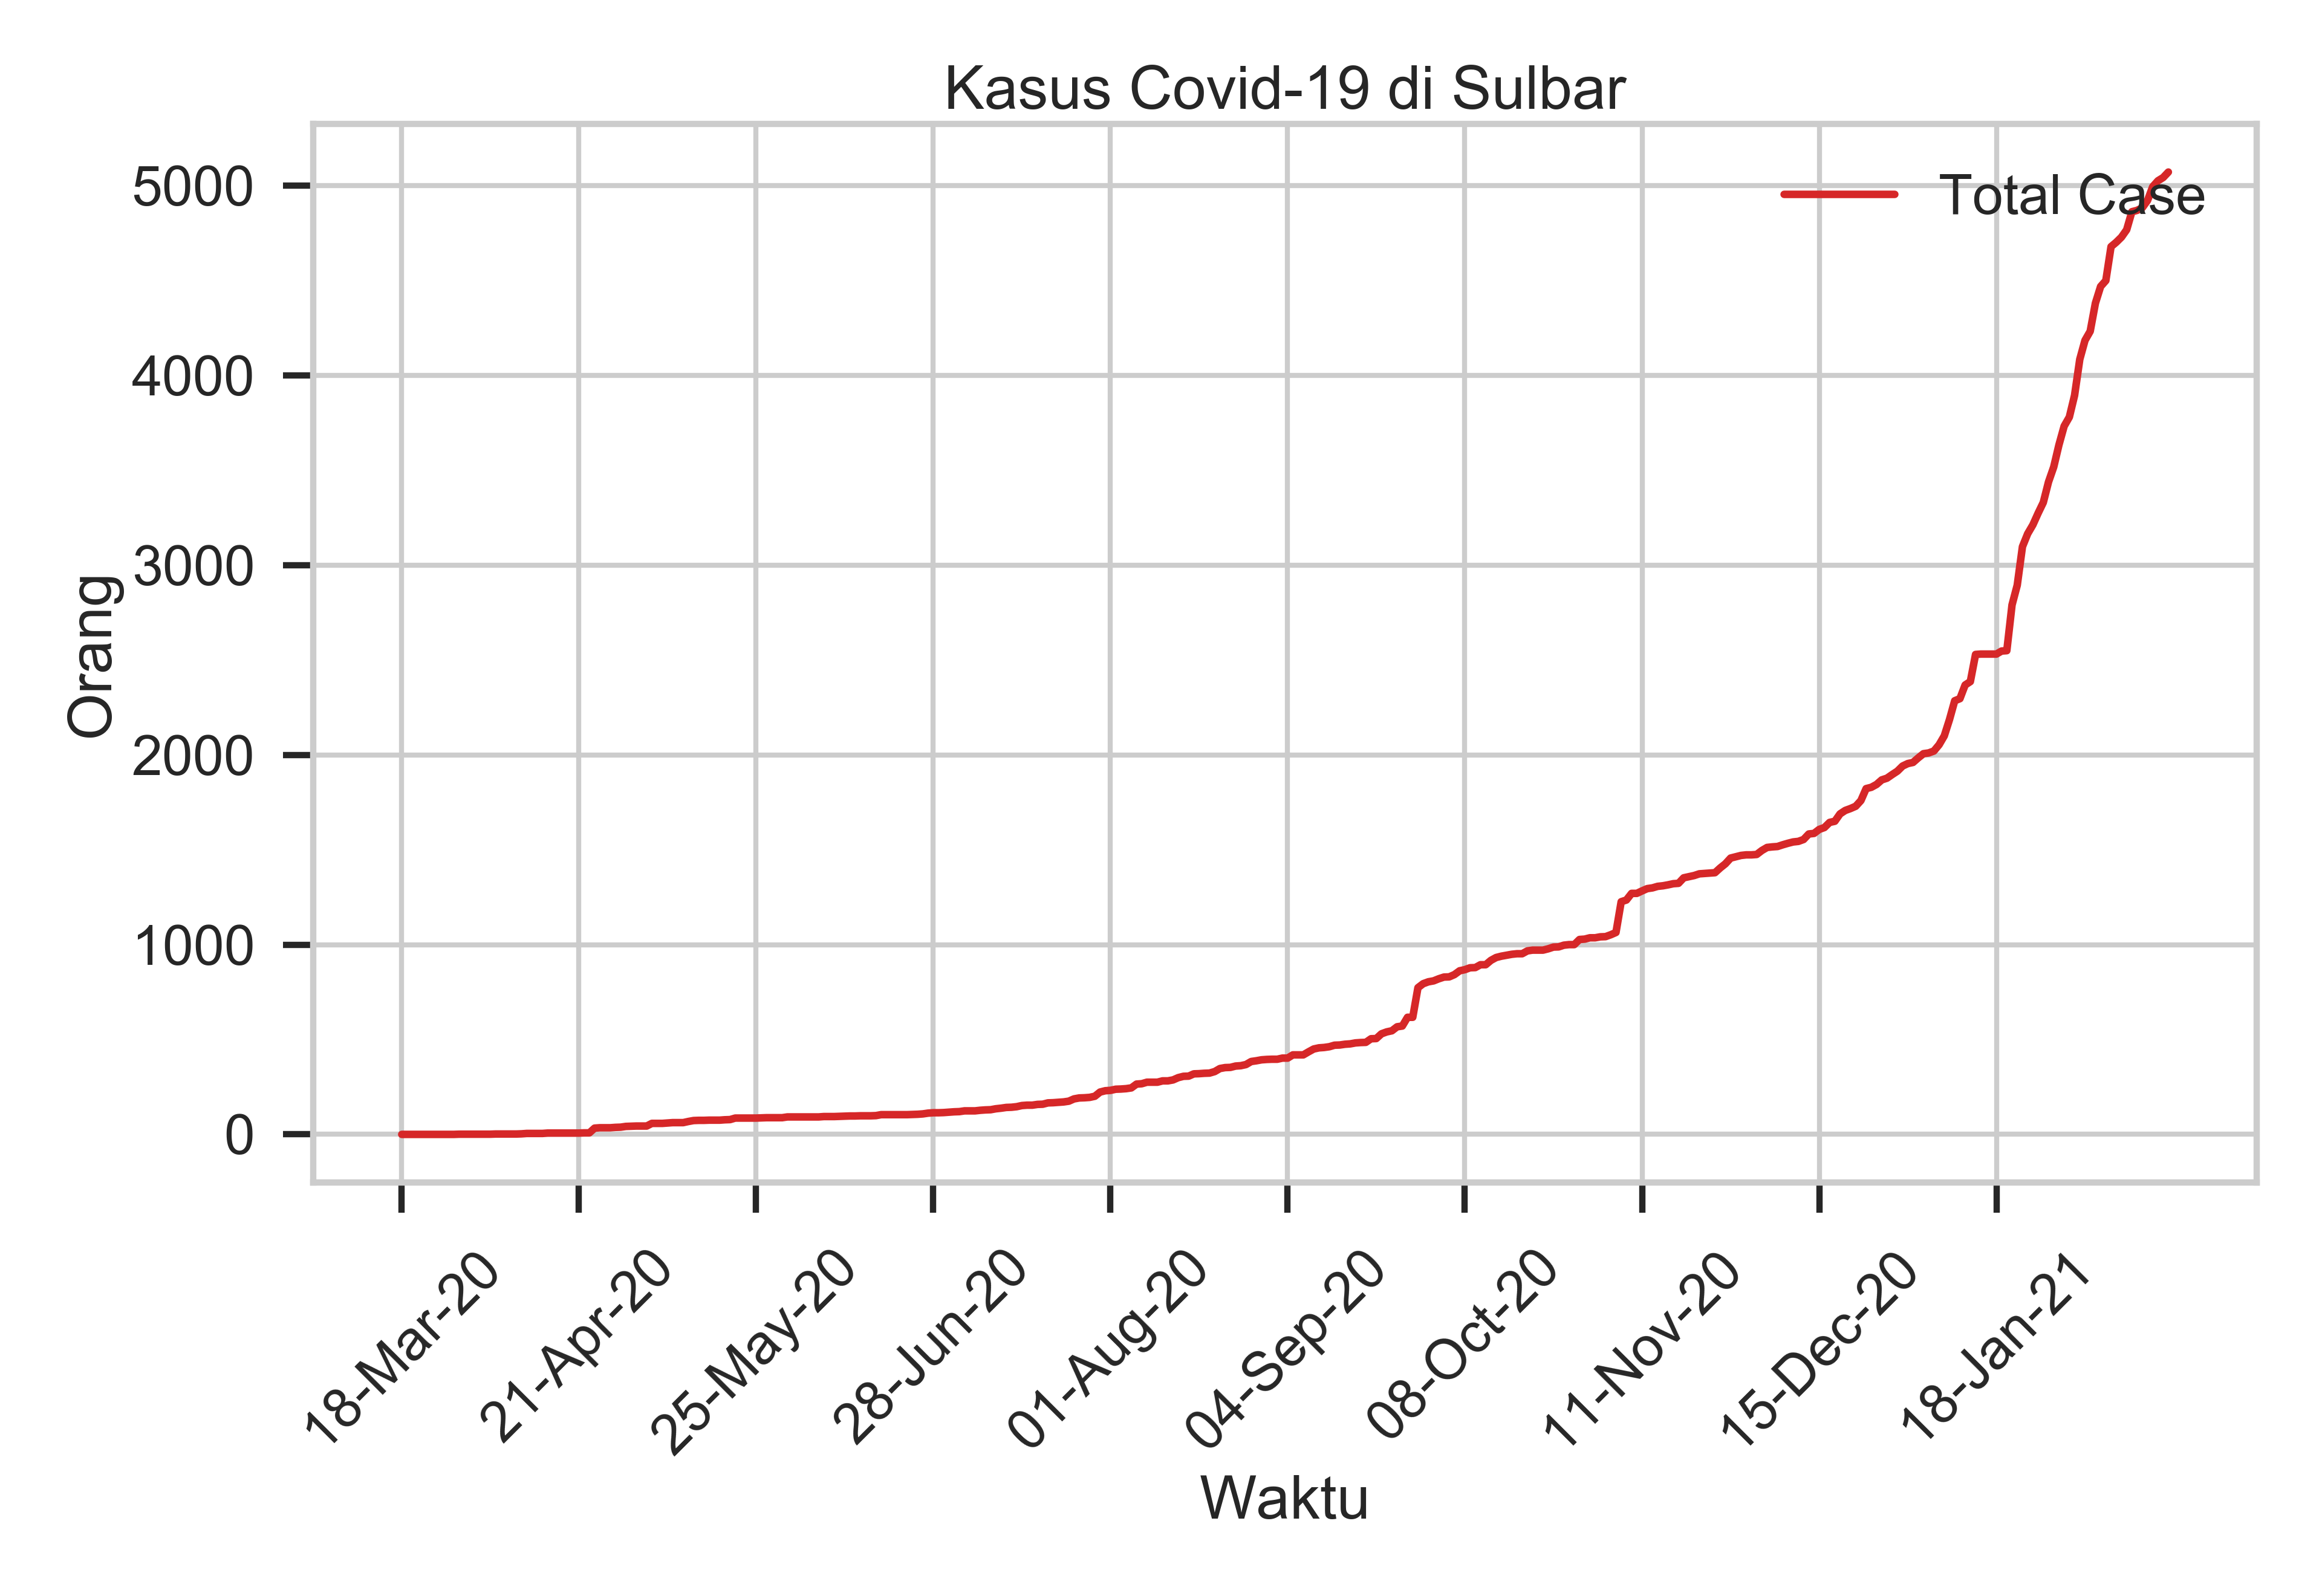 Kasus Covid-19 di Sulbar
Total Case
Orang
5000
4000
3000
2000
1000
0
18-Mar-20
21-Apr-20
25-May-20
28-Jun-20
01-Aug-20
04-Sep-20
08-Oct-20
11-Nov-20
15-Dec-20
18-Jan-21
Waktu